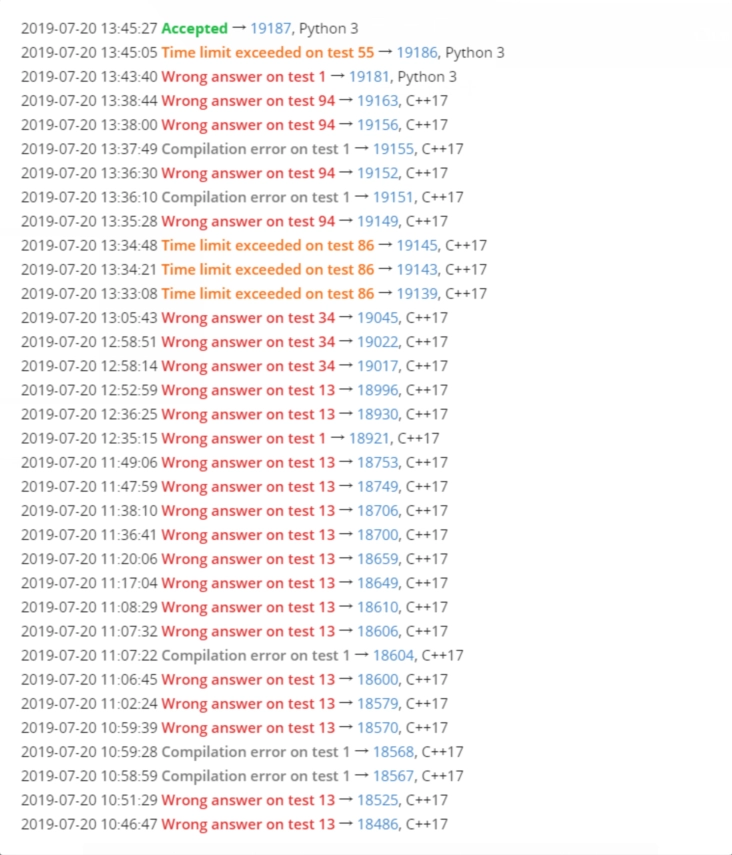 2019-07-20 13:45:27 Accepted → 19187, Python 3
2019-07-20 13:45:05 Time limit exceeded on test 55 → 19186, Python 3
2019-07-20 13:43:40 Wrong answer on test 1 → 19181, Python 3
2019-07-20 13:38:44 Wrong answer on test 94 → 19163, C++17
2019-07-20 13:38:00 Wrong answer on test 94 → 19156, C++17
2019-07-20 13:37:49 Compilation error on test 1 → 19155, C++17
2019-07-20 13:36:30 Wrong answer on test 94 → 19152, C++17
2019-07-20 13:36:10 Compilation error on test 1 → 19151, C++17
2019-07-20 13:35:28 Wrong answer on test 94 → 19149, C++17
2019-07-20 13:34:48 Time limit exceeded on test 86 → 19145, C++17
2019-07-20 13:34:21 Time limit exceeded on test 86 → 19143, C++17
2019-07-20 13:33:08 Time limit exceeded on test 86 → 19139, C++17
2019-07-20 13:05:43 Wrong answer on test 34 → 19045, C++17
2019-07-20 12:58:51 Wrong answer on test 34 → 19022, C++17
2019-07-20 12:58:14 Wrong answer on test 34 → 19017, C++17
2019-07-20 12:52:59 Wrong answer on test 13 → 18996, C++17
2019-07-20 12:36:25 Wrong answer on test 13 → 18930, C++17
2019-07-20 12:35:15 Wrong answer on test 1 → 18921, C++17
2019-07-20 11:49:06 Wrong answer on test 13 → 18753, C++17
2019-07-20 11:47:59 Wrong answer on test 13 → 18749, C++17
2019-07-20 11:38:10 Wrong answer on test 13 → 18706, C++17
2019-07-20 11:36:41 Wrong answer on test 13 → 18700, C++17
2019-07-20 11:20:06 Wrong answer on test 13 → 18659, C++17
2019-07-20 11:17:04 Wrong answer on test 13 → 18649, C++17
2019-07-20 11:08:29 Wrong answer on test 13 → 18610, C++17
2019-07-20 11:07:32 Wrong answer on test 13 → 18606, C++17
2019-07-20 11:07:22 Compilation error on test 1 → 18604, C++17
2019-07-20 11:06:45 Wrong answer on test 13 → 18600, C++17
2019-07-20 11:02:24 Wrong answer on test 13 → 18579, C++17
2019-07-20 10:59:39 Wrong answer on test 13 → 18570, C++17
2019-07-20 10:59:28 Compilation error on test 1 → 18568, C++17
2019-07-20 10:58:59 Compilation error on test 1 → 18567, C++17
2019-07-20 10:51:29 Wrong answer on test 13 → 18525, C++17
2019-07-20 10:46:47 Wrong answer on test 13 → 18486, C++17